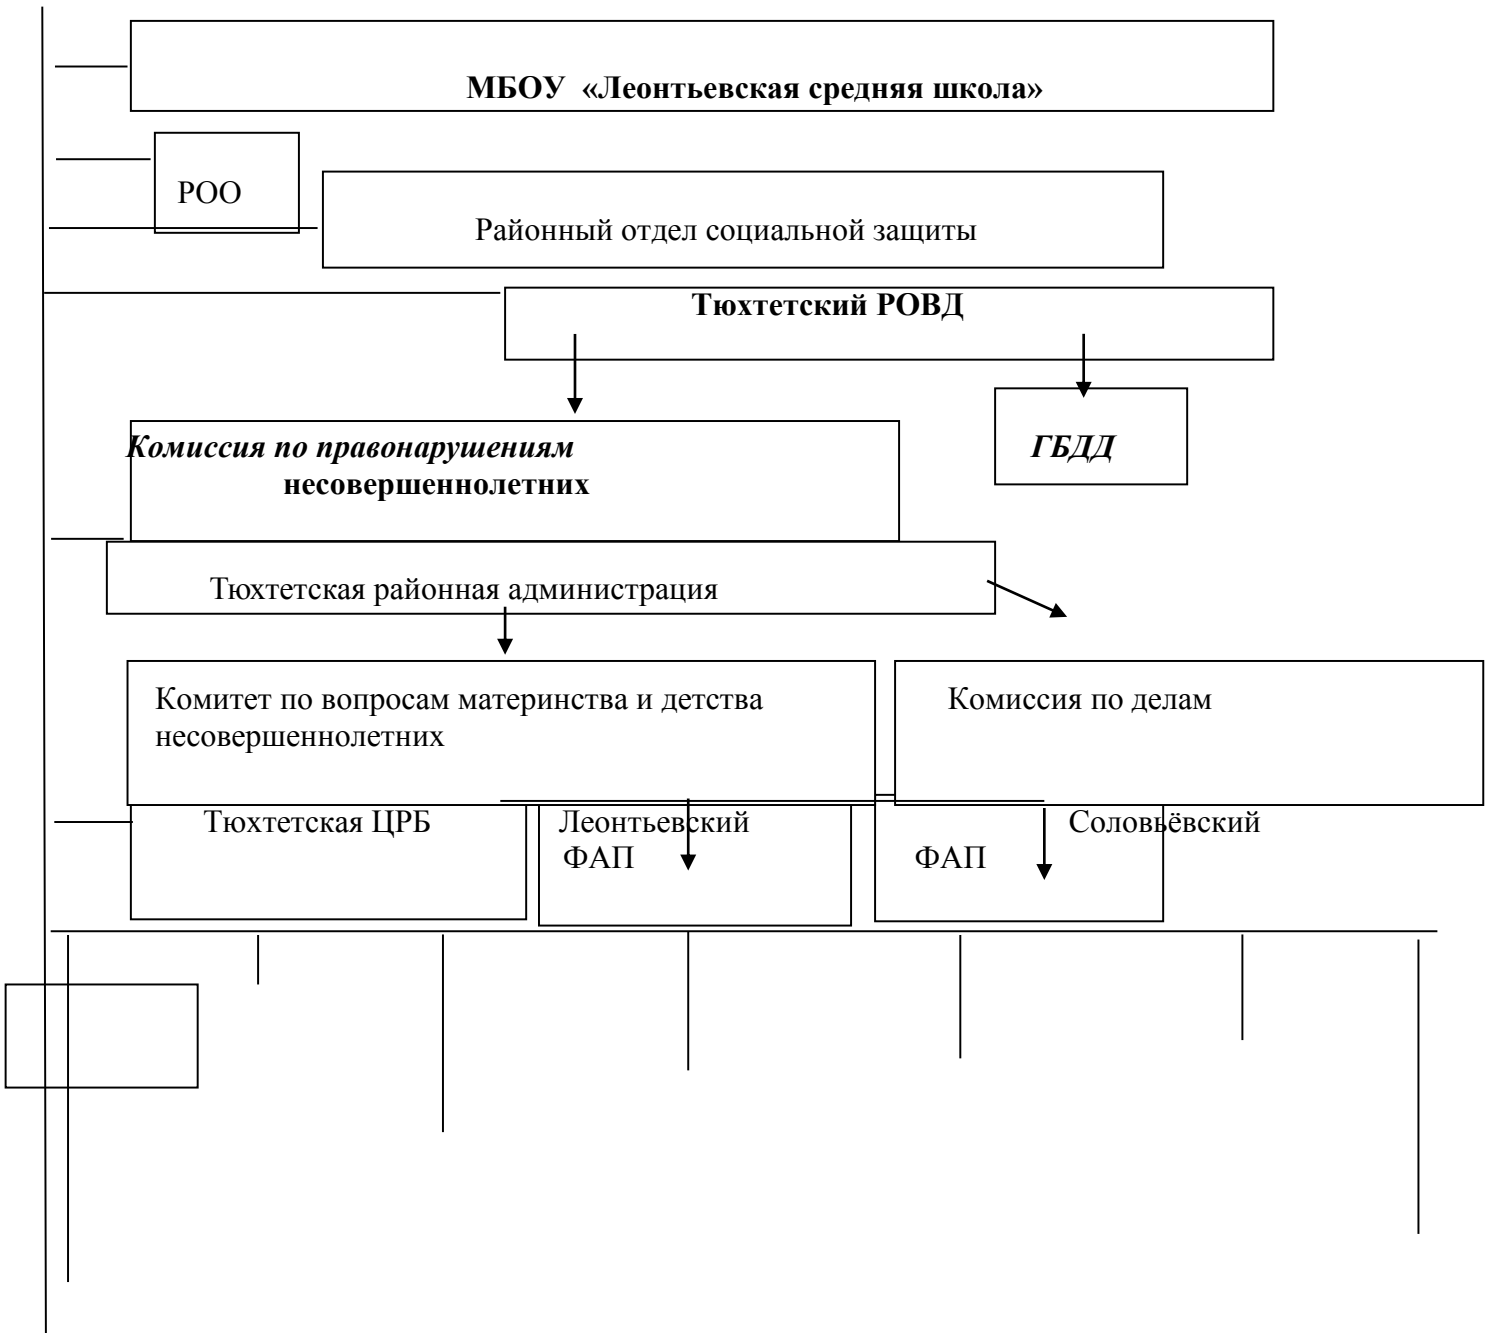 МБОУ «Леонтьевская средняя школа»
РОО
Районный отдел социальной защиты
Тюхтетский РОВД
Комиссия по правонарушениям
несовершеннолетних
ГБДД
Тюхтетская районная администрация
Комитет по вопросам материнства и детства
несовершеннолетних
Комиссия по делам
Тюхтетская ЦРБ
Леонтьевский
ФАП
Соловьёвский
ФАП